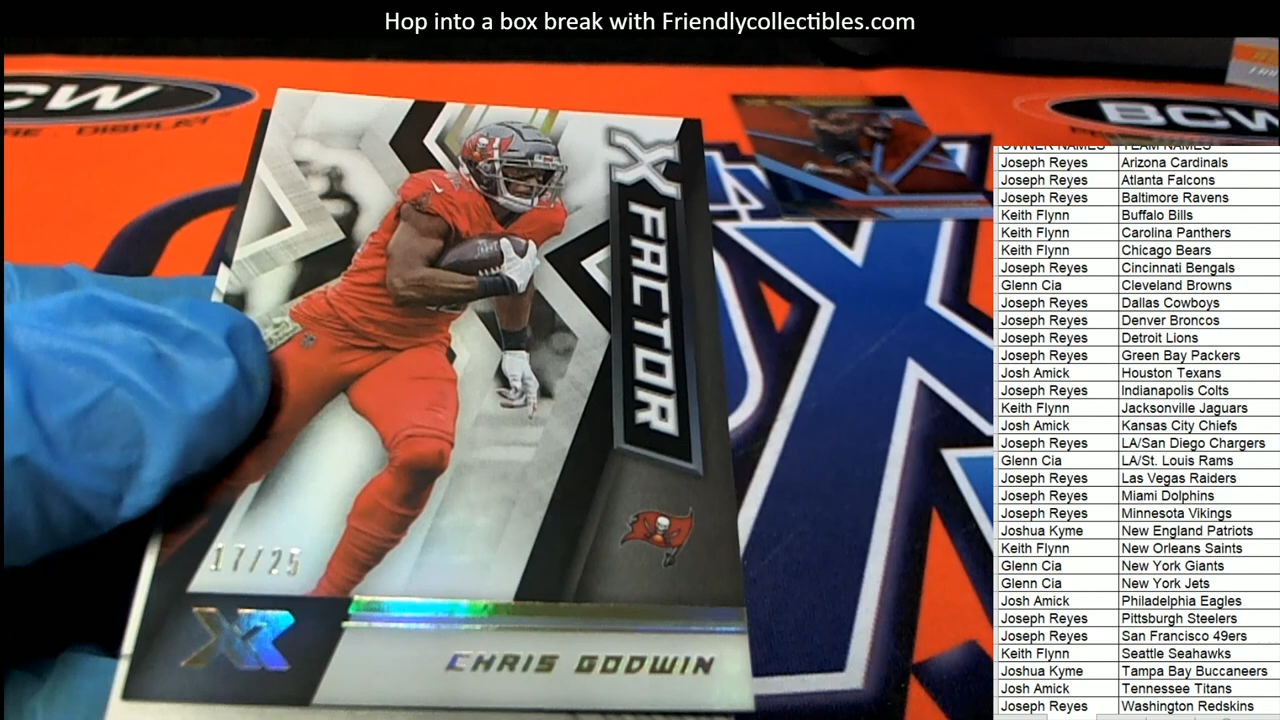 Hop into a box break with Friendlycollectibles.com
CW
RE & DISPLAY
BCW
X FACTOR
17/25
XR
CHRIS GODWIN
OWNER NAMES TEAM NAMES
Joseph Reyes Arizona Cardinals
Joseph Reyes Atlanta Falcons
Joseph Reyes Baltimore Ravens
Keith Flynn Buffalo Bills
Keith Flynn Carolina Panthers
Keith Flynn Chicago Bears
Joseph Reyes Cincinnati Bengals
Glenn Cia Cleveland Browns
Joseph Reyes Dallas Cowboys
Joseph Reyes Denver Broncos
Joseph Reyes Detroit Lions
Joseph Reyes Green Bay Packers
Josh Amick Houston Texans
Joseph Reyes Indianapolis Colts
Keith Flynn Jacksonville Jaguars
Josh Amick Kansas City Chiefs
Joseph Reyes LA/San Diego Chargers
Glenn Cia LA/St. Louis Rams
Joseph Reyes Las Vegas Raiders
Joseph Reyes Miami Dolphins
Joseph Reyes Minnesota Vikings
Joshua Kyme New England Patriots
Keith Flynn New Orleans Saints
Glenn Cia New York Giants
Glenn Cia New York Jets
Josh Amick Philadelphia Eagles
Joseph Reyes Pittsburgh Steelers
Joseph Reyes San Francisco 49ers
Keith Flynn Seattle Seahawks
Joshua Kyme Tampa Bay Buccaneers
Josh Amick Tennessee Titans
Joseph Reyes Washington Redskins